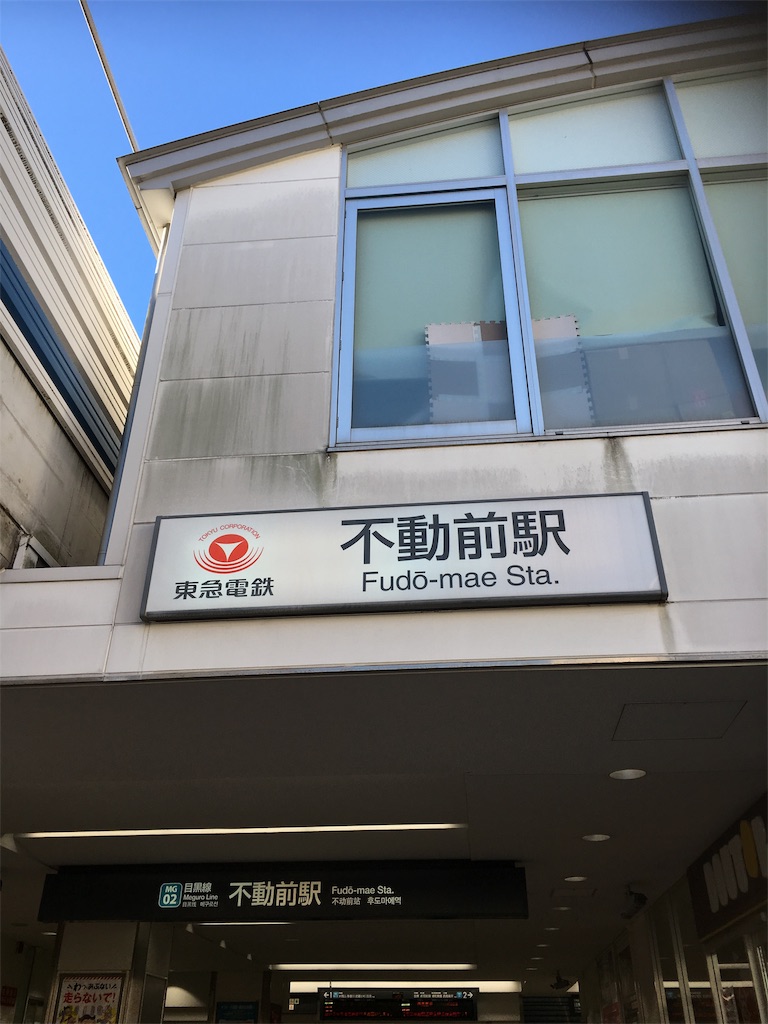 TOKYU CORPORATION
東急電鉄
不動前駅
Fudō-mae Sta.
MG
02
目黒線
Meguro Line
不動前駅
Fudō-mae Sta.
不动前站 후도마에역
走らないで!